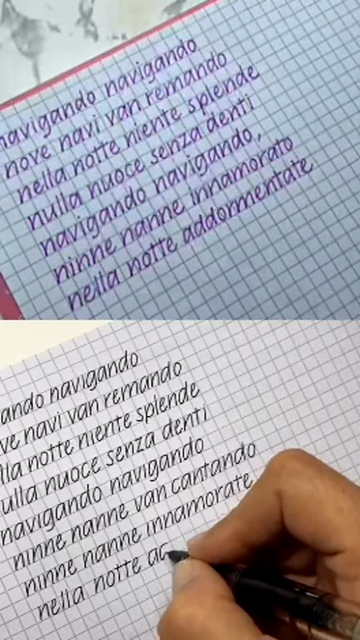 navigando navigando
nove navi van remando
nella notte niente splende
nulla nuoce senza denti
navigando navigando,
ninne nanne innamorato
nella notte addormentate
ando navigando
ve navi van remando
lla notte niente splende
ulla nuoce senza denti
navigando navigando
ninne nanne van cantando
ninne nanne innamorate
nella notte ac